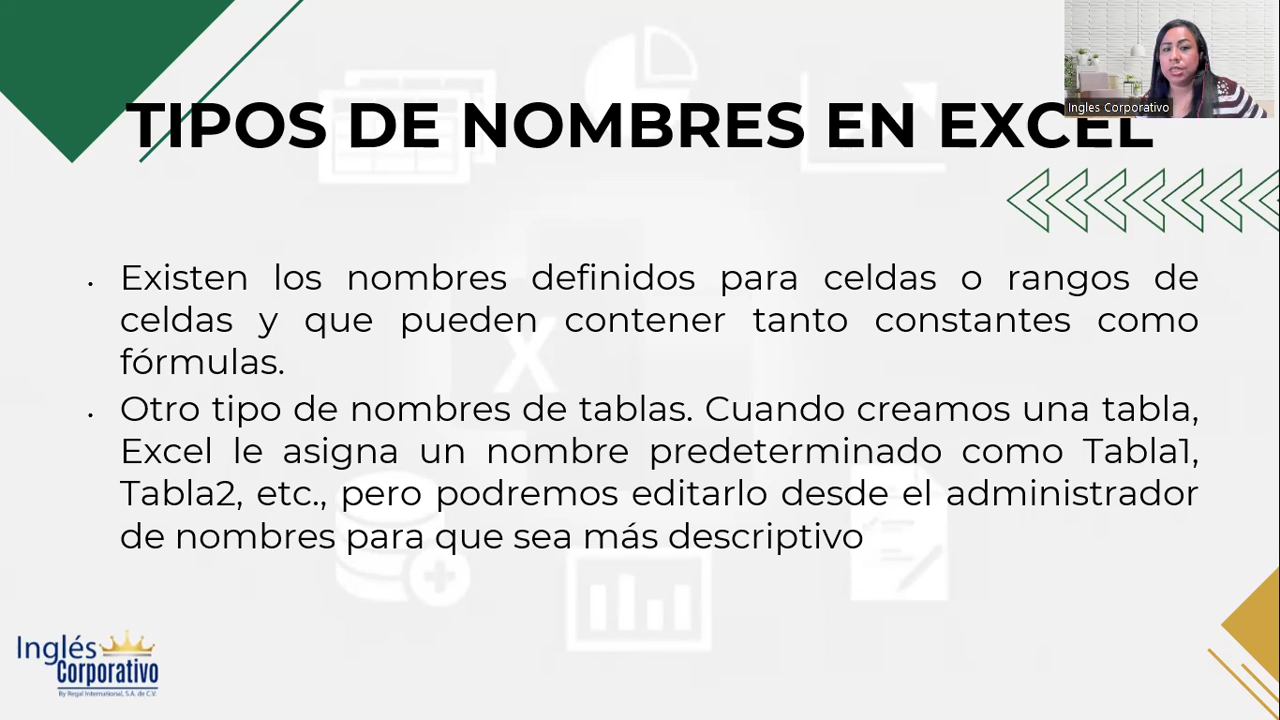 TIPOS DE NOMBRES EN EXCEL
Ingles Corporativo
• Existen los nombres definidos para celdas o rangos de
celdas y que pueden contener tanto constantes como
fórmulas.
• Otro tipo de nombres de tablas. Cuando creamos una tabla,
Excel le asigna un nombre predeterminado como Tabla1,
Tabla2, etc., pero podremos editarlo desde el administrador
de nombres para que sea más descriptivo
X
Inglés
Corporativo
By Regal International, S.A. de C.V.